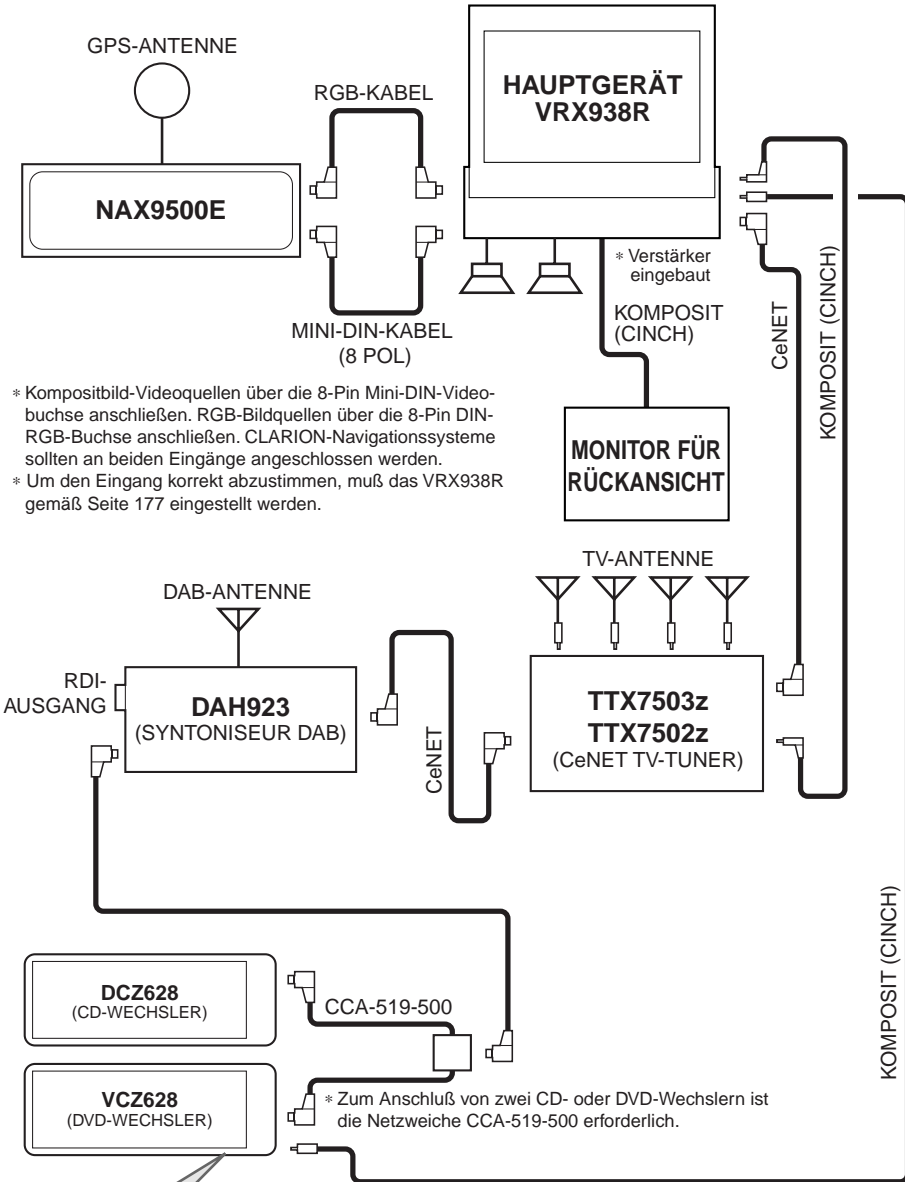 GPS-ANTENNE
RGB-KABEL
HAUPTGERÄT
VRX938R
NAX9500E
∗ Verstärker
eingebaut
KOMPOSIT
(CINCH)
CeNET
KOMPOSIT (CINCH)
MINI-DIN-KABEL
(8 POL)
∗ Kompositbild-Videoquellen über die 8-Pin Mini-DIN-Video-
buchse anschließen. RGB-Bildquellen über die 8-Pin DIN-
RGB-Buchse anschließen. CLARION-Navigationssysteme
sollten an beiden Eingänge angeschlossen werden.
∗ Um den Eingang korrekt abzustimmen, muß das VRX938R
gemäß Seite 177 eingestellt werden.
MONITOR FÜR
RÜCKANSICHT
TV-ANTENNE
DAB-ANTENNE
RDI-
AUSGANG
DAH923
(SYNTONISEUR DAB)
CeNET
TTX7503z
TTX7502z
(CeNET TV-TUNER)
KOMPOSIT (CINCH)
DCZ628
(CD-WECHSLER)
CCA-519-500
VCZ628
(DVD-WECHSLER)
∗ Zum Anschluß von zwei CD- oder DVD-Wechslern ist
die Netzweiche CCA-519-500 erforderlich.